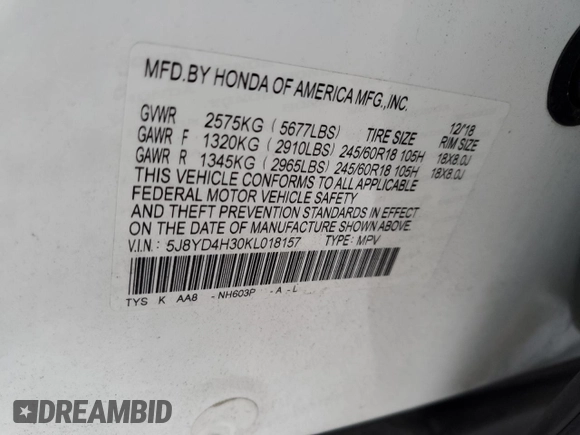 MFD.BY HONDA OF AMERICA MFG.,INC.
12/18
GVWR 2575KG ( 5677LBS) TIRE SIZE RIM SIZE
GAWR F 1320KG ( 2910LBS) 245/60R18 105H 18X8.0J
GAWR R 1345KG ( 2965LBS) 245/60R18 105H 18X8.0J
THIS VEHICLE CONFORMS TO ALL APPLICABLE
FEDERAL MOTOR VEHICLE SAFETY
AND THEFT PREVENTION STANDARDS IN EFFECT
ON THE DATE OF MANUFACTURE SHOWN ABOVE.
V.I.N: 5J8YD4H30KL018157 TYPE: MPV
TYS K AA8 - NH603P - A - L
DREAMBID